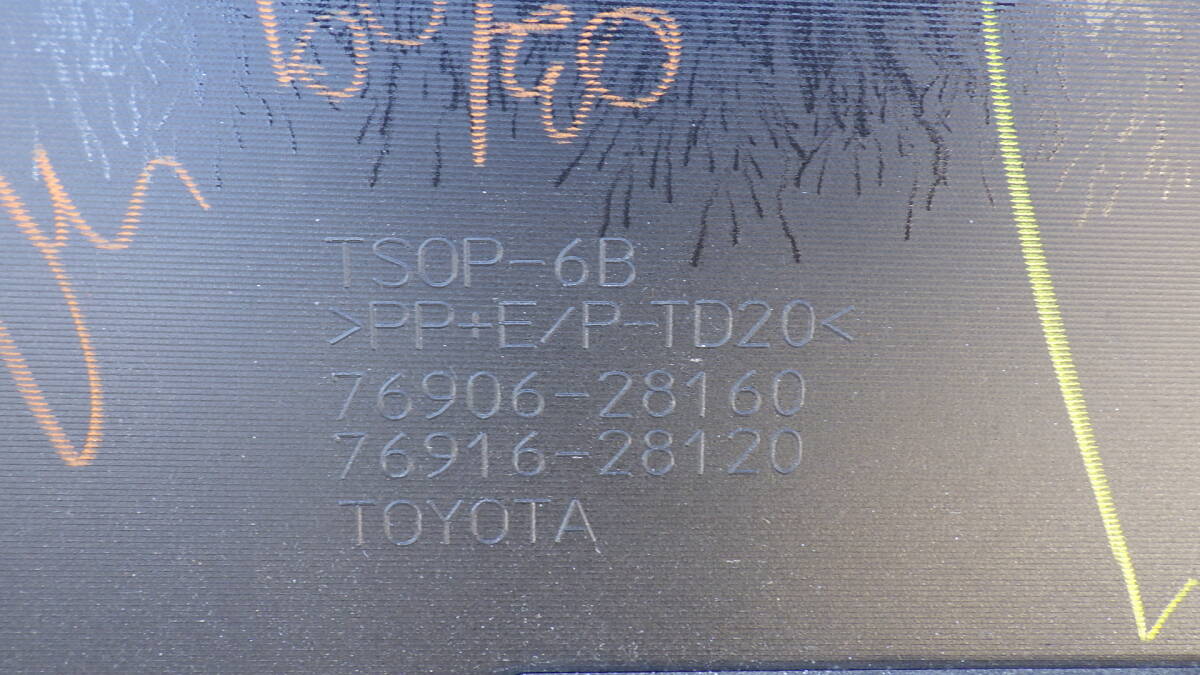 TSOP-6B
>PP+E/P-TD20<
76906-28160
76916-28120
TOYOTA